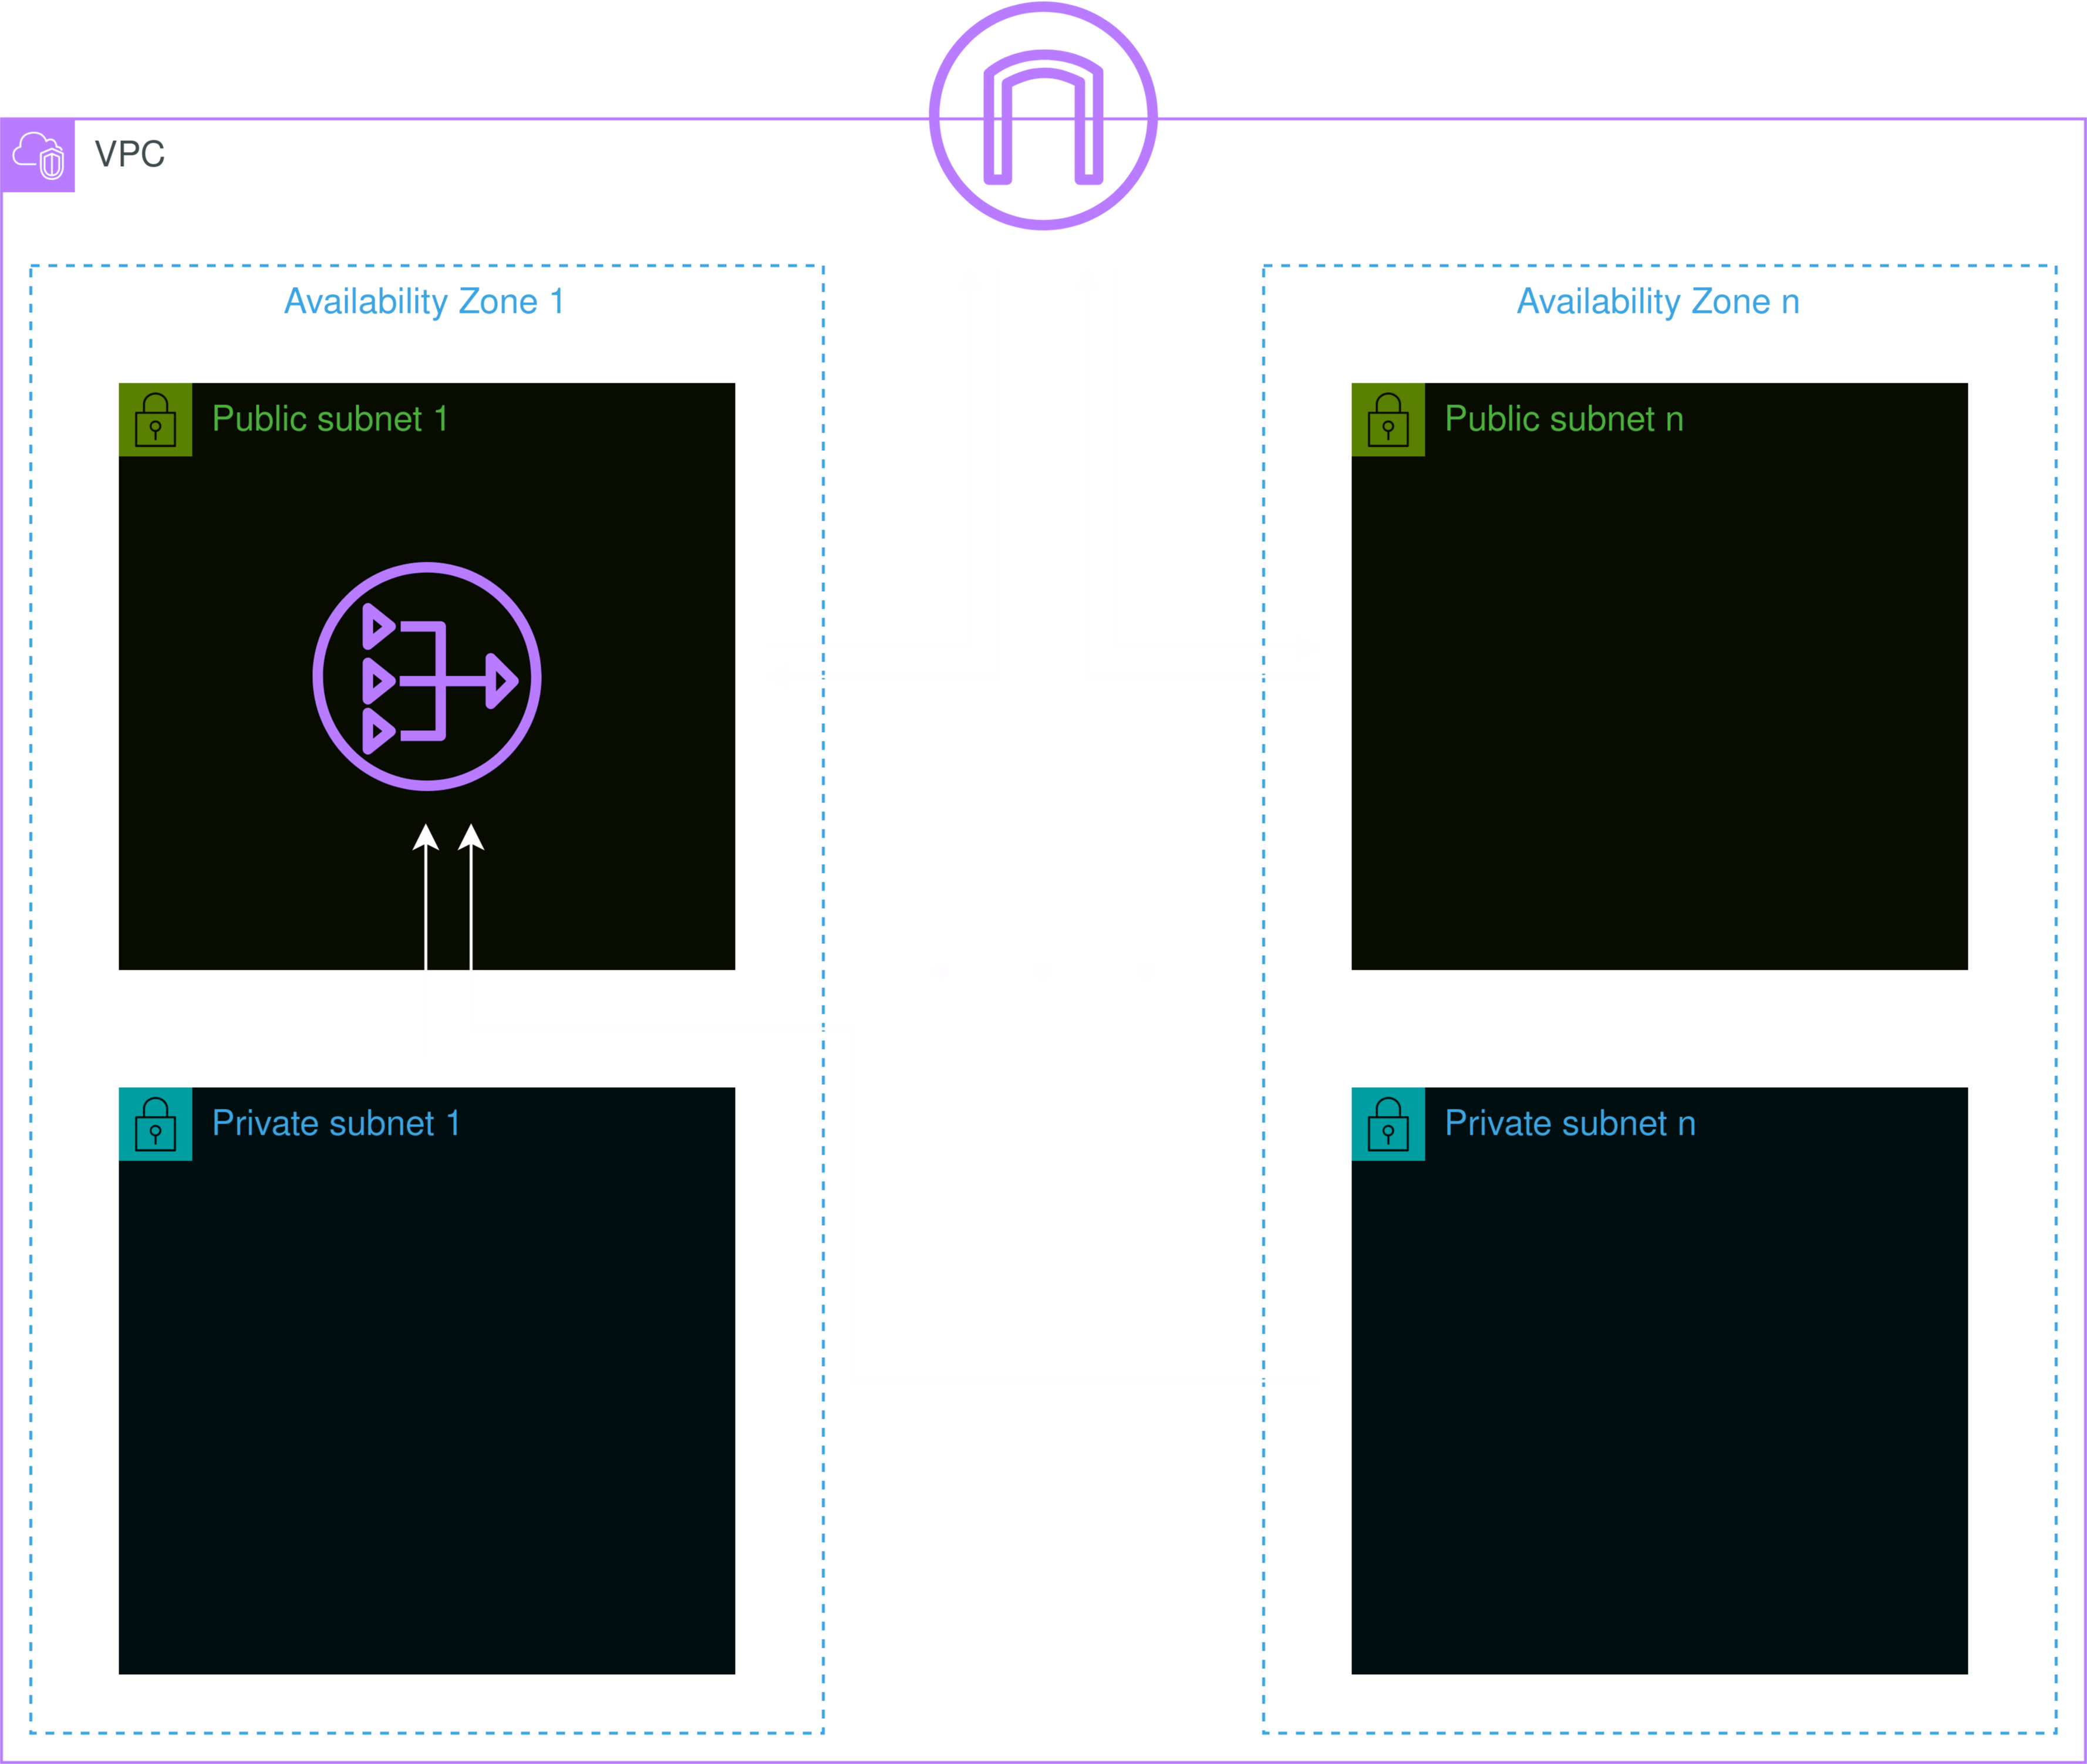 VPC
Availability Zone 1
Availability Zone n
Public subnet 1
Public subnet n
Private subnet 1
Private subnet n